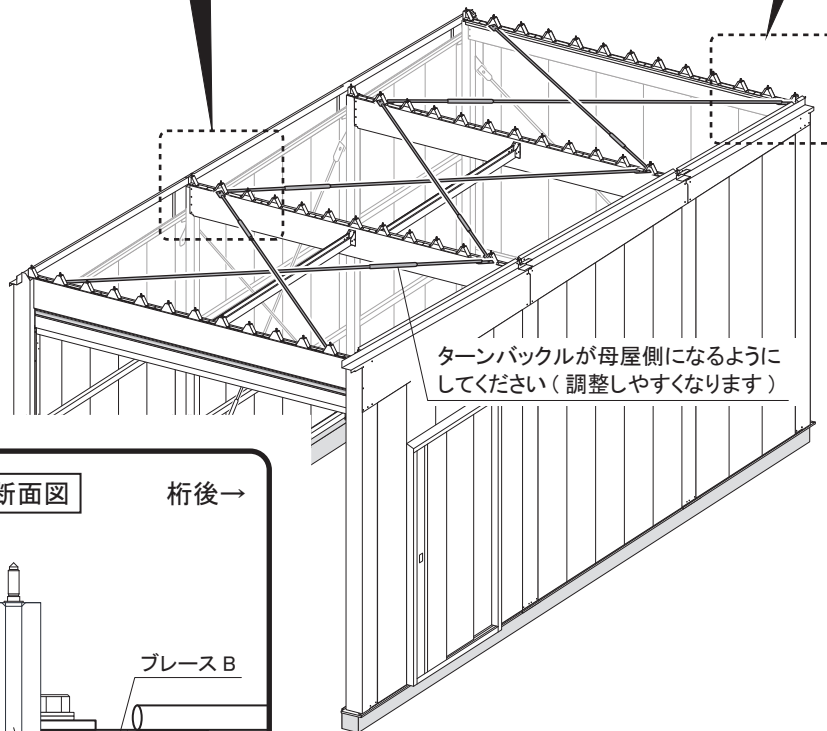 ターンバックルが母屋側になるように
してください ( 調整しやすくなります )
断面図
桁後→
ブレース B